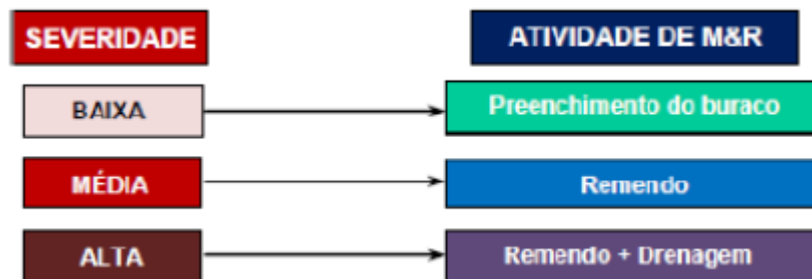 SEVERIDADE
ATIVIDADE DE M&R
BAIXA
Preenchimento do buraco
MÉDIA
Remendo
ALTA
Remendo + Drenagem